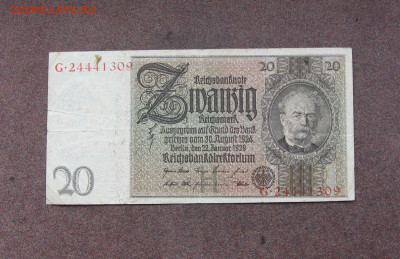 G·24441309
20
Reichsbanknote
20
Zwanzig
Reichsmark
Ausgegeben auf Grund des Bank
gesetzes vom 30. August 1924
Berlin, den 22. Januar 1929
Reichsbankdirektorium
20
G·24441309